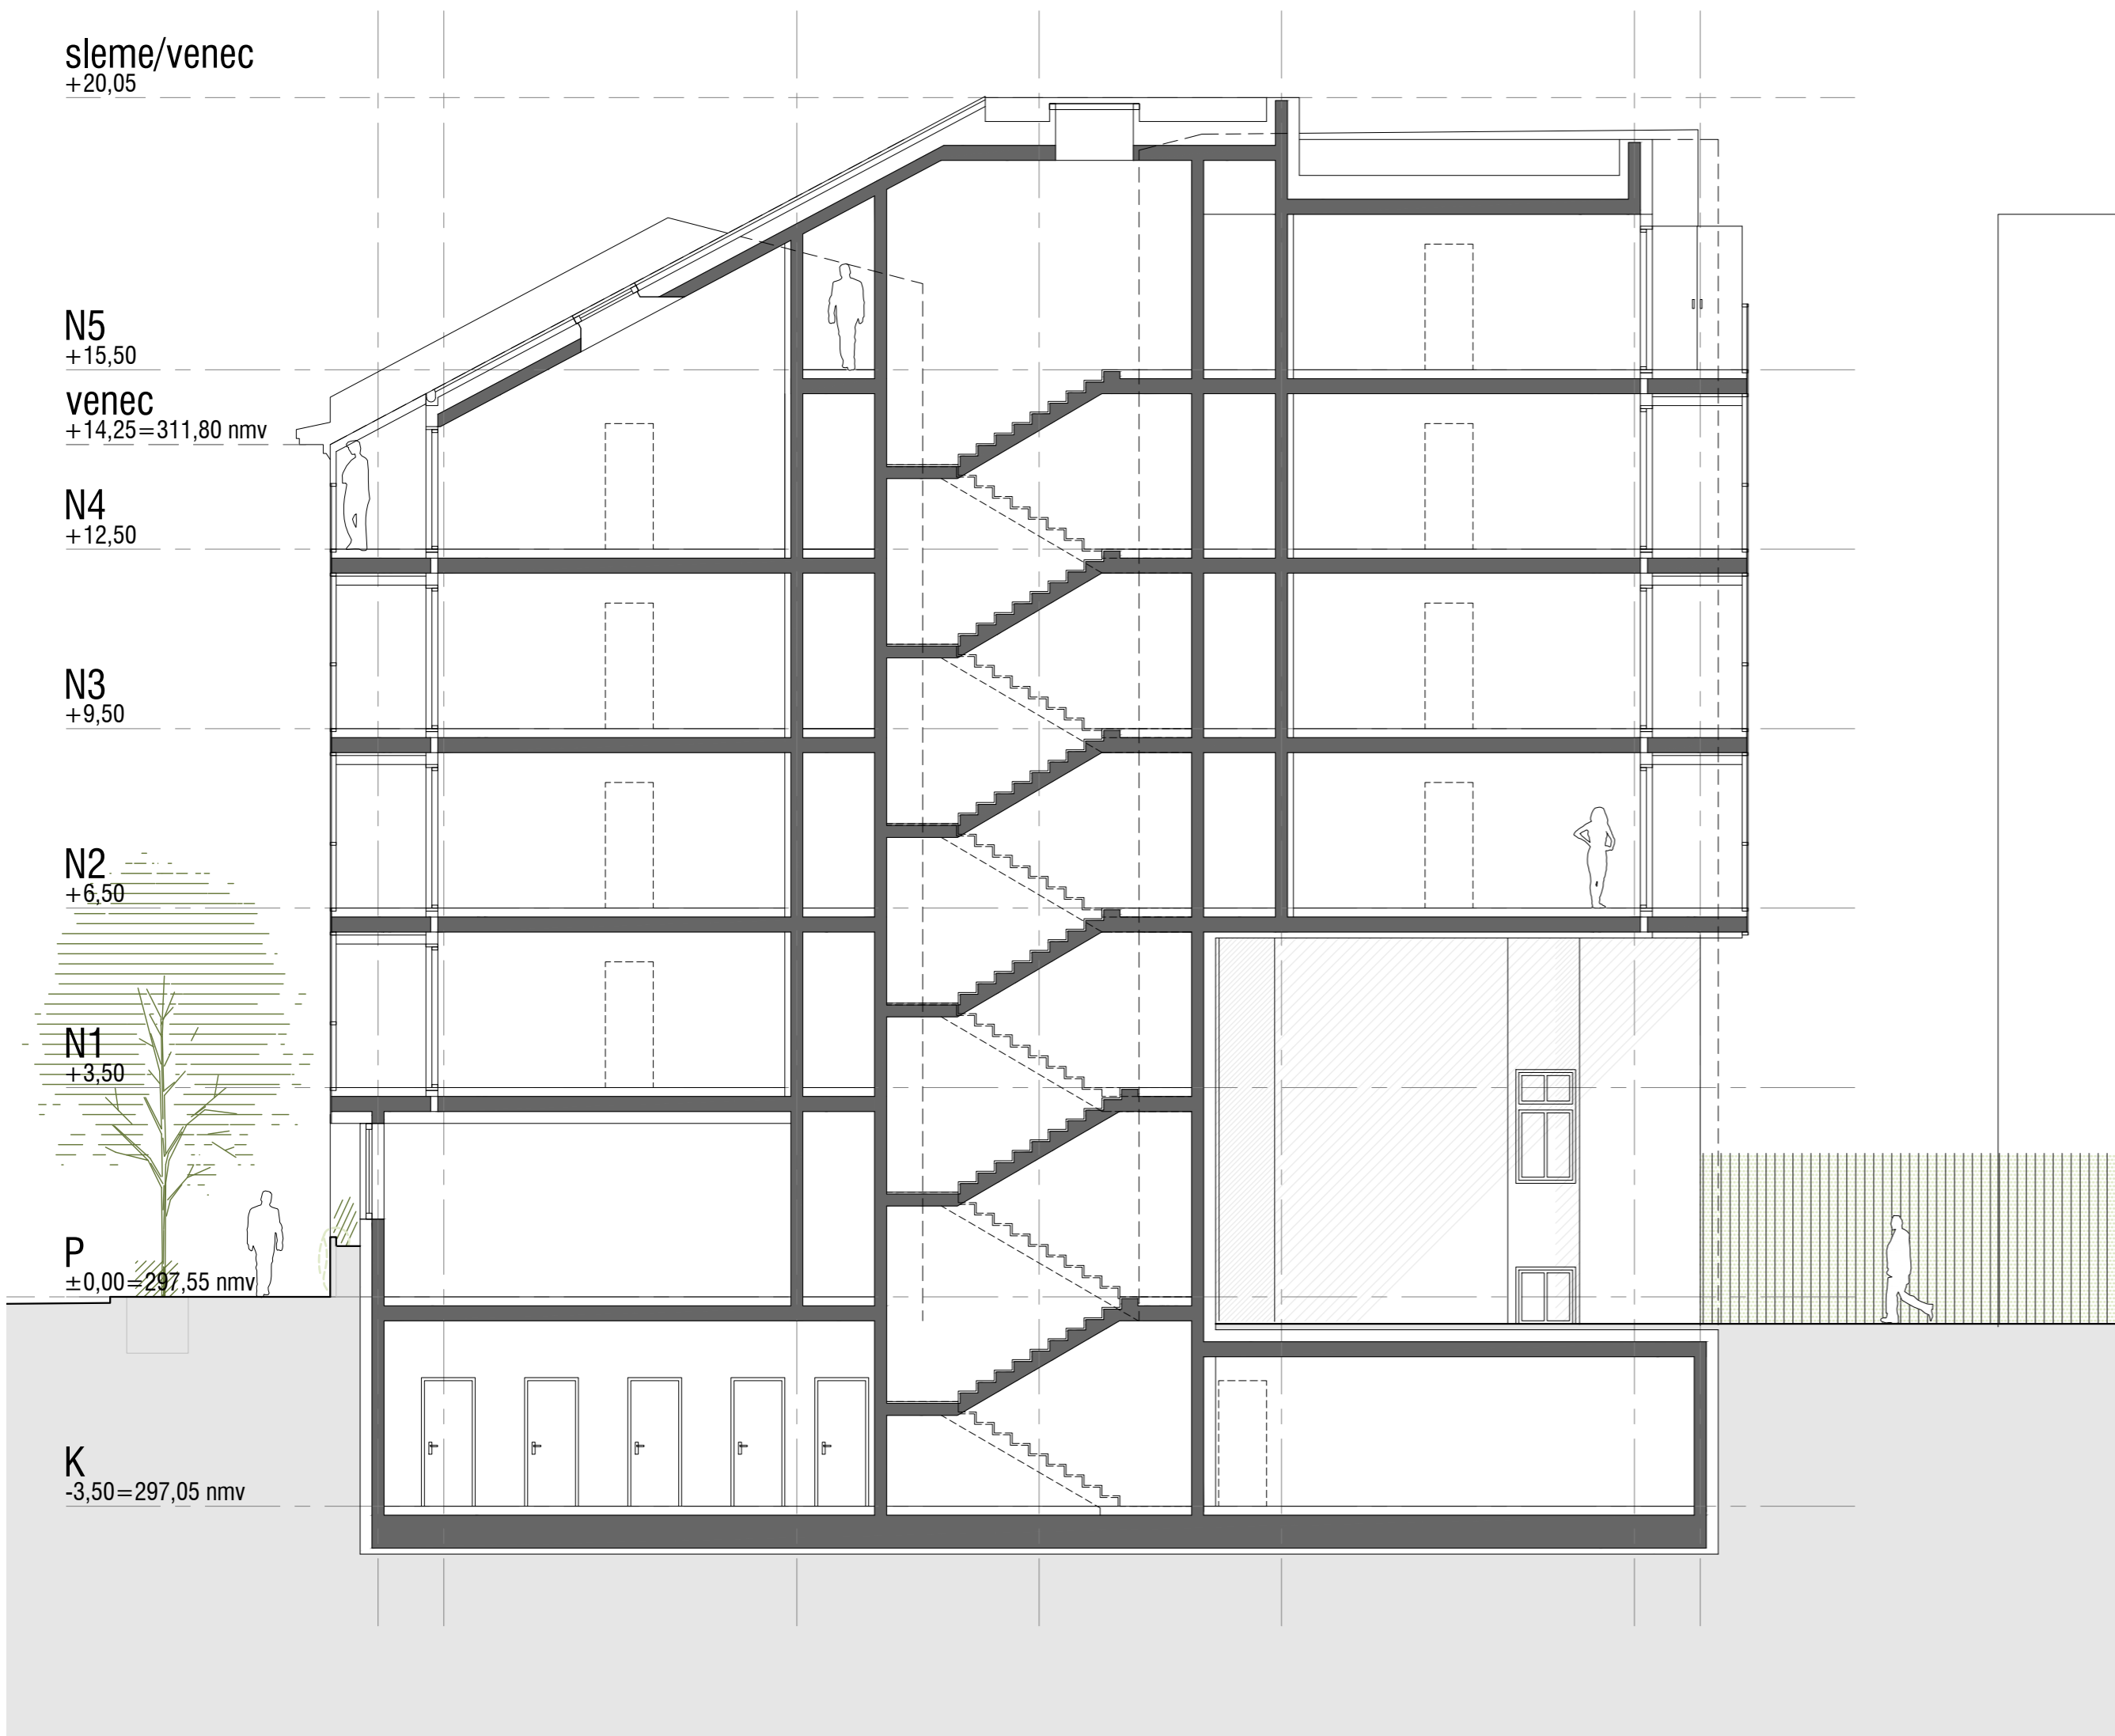 sleme/venec
+20,05
N5
+15,50
venec
+14,25=311,80 nmv
N4
+12,50
N3
+9,50
N2
+6,50
N1
+3,50
P
±0,00=297,55 nmv
K
-3,50=297,05 nmv